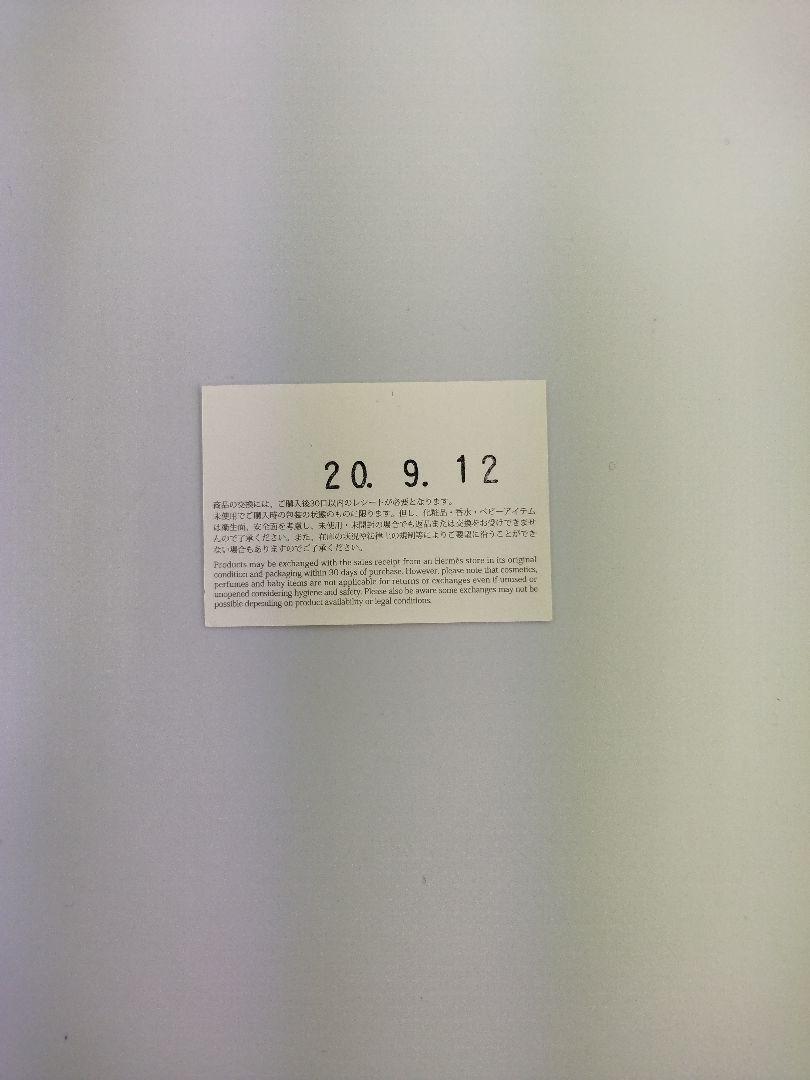 20. 9. 12
商品の交換には、ご購入後30日以内のレシートが必要となります。
未使用でご購入時の包装の状態のものに限ります。但し、化粧品・香水・ベビーアイテム
は衛生面、安全面を考慮し、未使用・未開封の場合でも返品または交換をお受けできませ
んので了承ください。また、在庫の状況や法律上の規制等によりご要望に沿うことができ
ない場合もありますのでご了承ください。
Products may be exchanged with the sales receipt from an Hermès store in its original
condition and packaging within 30 days of purchase. However, please note that cosmetics,
perfumes and baby items are not applicable for returns or exchanges even if unused or
unopened considering hygiene and safety. Please also be aware some exchanges may not be
possible depending on product availability or legal conditions.